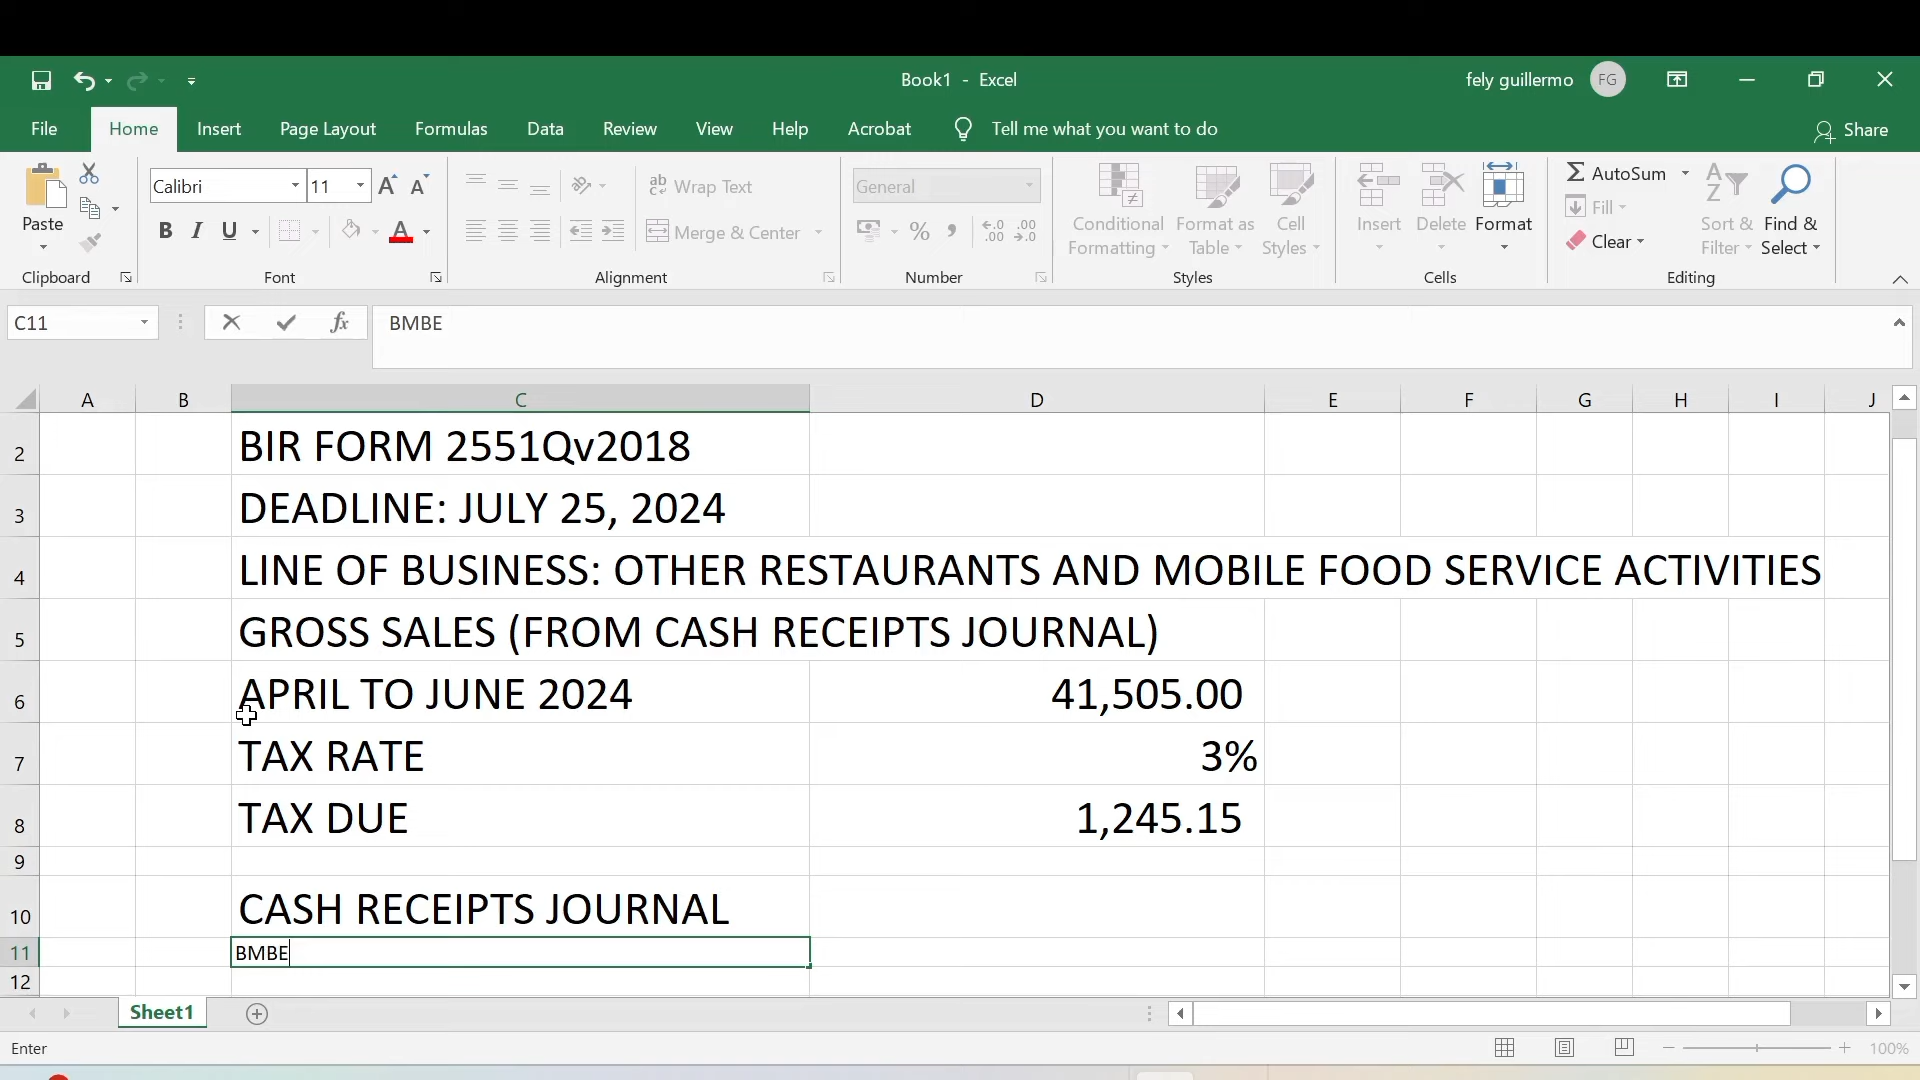 Book1 - Excel
fely guillermo FG
File Home Insert Page Layout Formulas Data Review View Help Acrobat Tell me what you want to do Share
Paste
Clipboard
Calibri 11
B I U A
Font
ab Wrap Text
Merge & Center
Alignment
General
% , .00 .00
Number
Conditional Formatting
Format as Table
Cell Styles
Styles
Insert Delete Format
Cells
AutoSum
Fill
Clear
Sort & Filter
Find & Select
Editing
C11 fx BMBE
A B C D E F G H I J
2 BIR FORM 2551Qv2018
3 DEADLINE: JULY 25, 2024
4 LINE OF BUSINESS: OTHER RESTAURANTS AND MOBILE FOOD SERVICE ACTIVITIES
5 GROSS SALES (FROM CASH RECEIPTS JOURNAL)
6 APRIL TO JUNE 2024 41,505.00
7 TAX RATE 3%
8 TAX DUE 1,245.15
9
10 CASH RECEIPTS JOURNAL
11 BMBE
12
Sheet1
Enter 100%